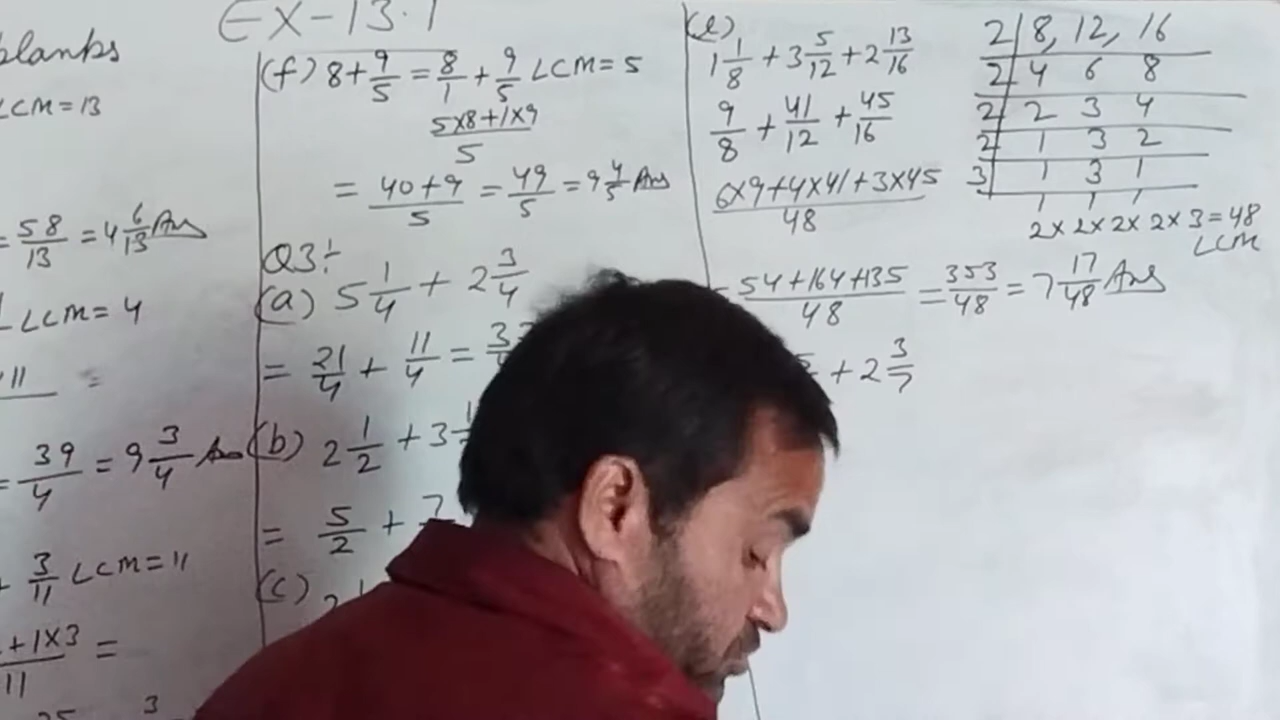 EX-13.1
blanks
LCM=13
=58/13=4 6/13 Ans
LCM=4
11 =
=39/4=9 3/4 Ans
+3/11 LCM=11
+1×3/11 =
3
(f) 8+9/5=8/1+9/5 LCM=5
5×8+1×9/5
=40+9/5=49/5=9 4/5 Ans
Q3:-
(a) 5 1/4+2 3/4
=21/4+11/4=
(b) 2 1/2+3
=5/2+7
(c)
(e)
1 1/8+3 5/12+2 13/16
9/8+41/12+45/16
6×9+4×41+3×45/48
=54+164+135/48=353/48=7 17/48 Ans
+2 3/7
2 8, 12, 16
2 4 6 8
2 2 3 4
2 1 3 2
3 1 3 1
1 1 1
2×2×2×2×3=48
LCM